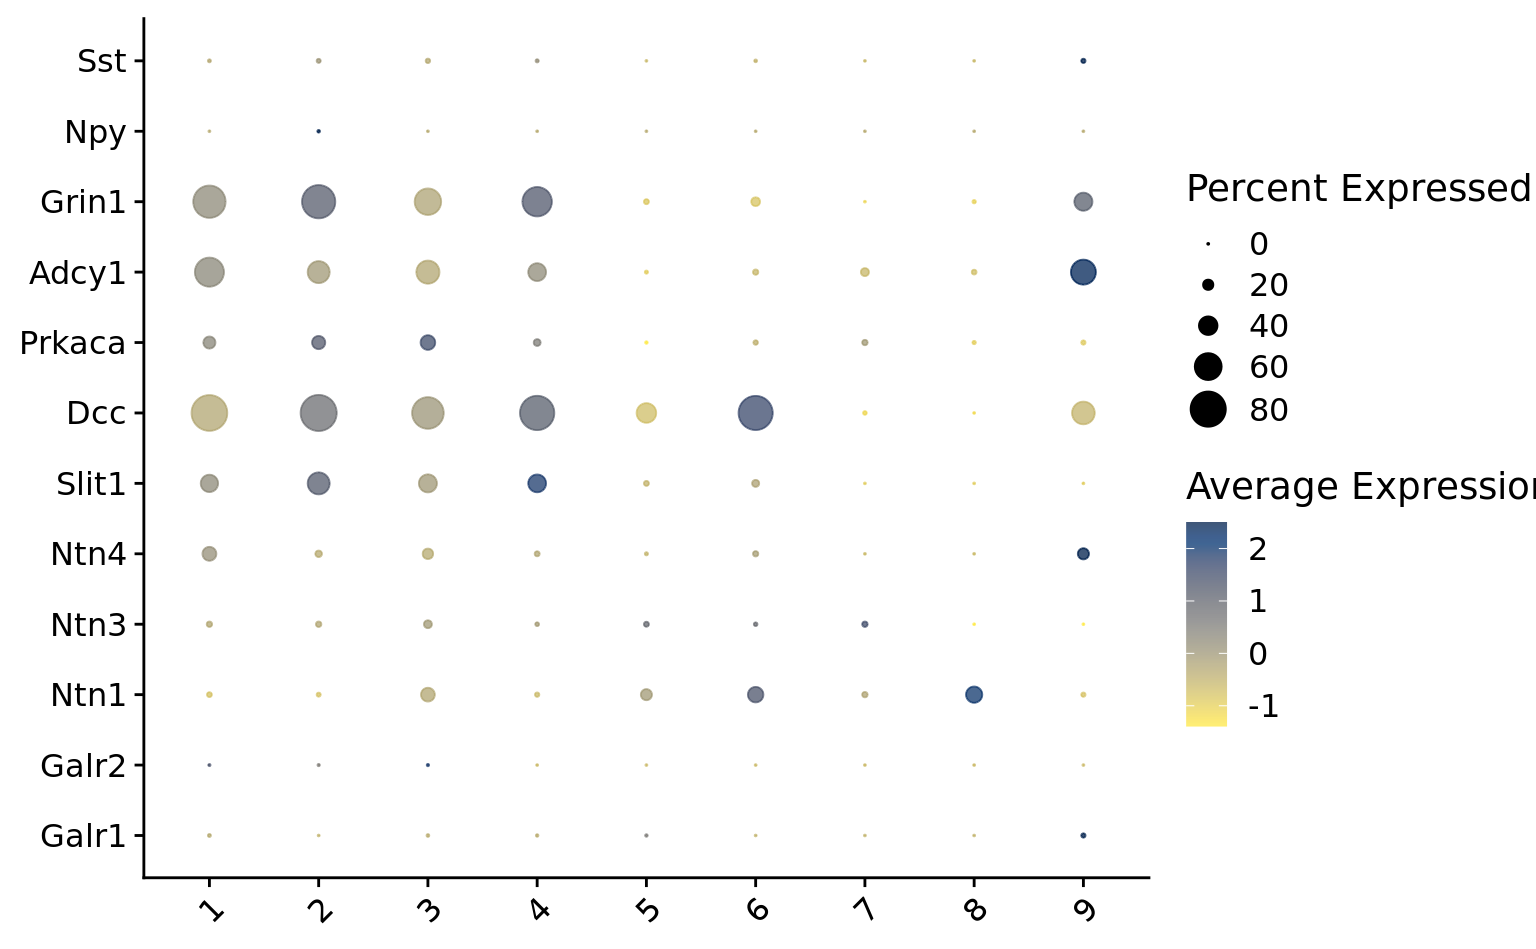 Sst
Npy
Grin1
Adcy1
Prkaca
Dcc
Slit1
Ntn4
Ntn3
Ntn1
Galr2
Galr1
1 2 3 4 5 6 7 8 9
Percent Expressed
0
20
40
60
80
Average Expression
2
1
0
-1